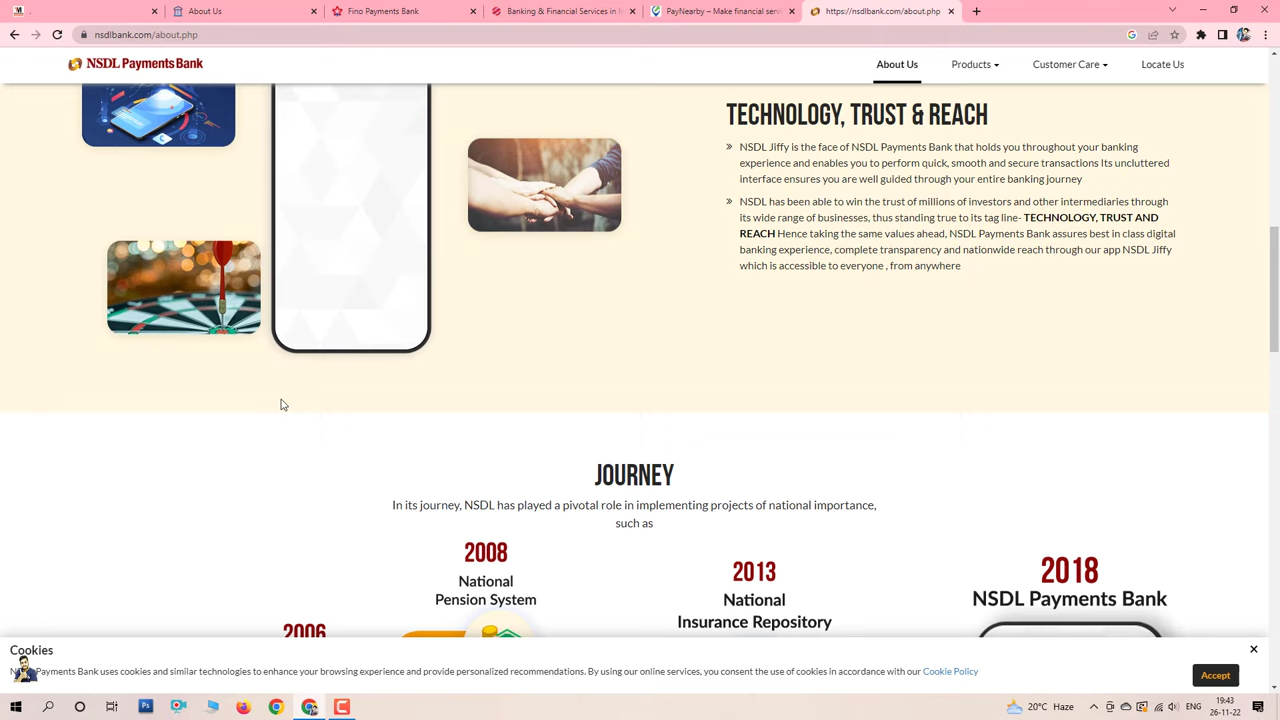 About Us
Fino Payments Bank
Banking & Financial Services in I
PayNearby – Make financial servi
https://nsdlbank.com/about.php
nsdlbank.com/about.php
NSDL Payments Bank
About Us
Products
Customer Care
Locate Us
TECHNOLOGY, TRUST & REACH
NSDL Jiffy is the face of NSDL Payments Bank that holds you throughout your banking
experience and enables you to perform quick, smooth and secure transactions Its uncluttered
interface ensures you are well guided through your entire banking journey
NSDL has been able to win the trust of millions of investors and other intermediaries through
its wide range of businesses, thus standing true to its tag line- TECHNOLOGY, TRUST AND
REACH Hence taking the same values ahead, NSDL Payments Bank assures best in class digital
banking experience, complete transparency and nationwide reach through our app NSDL Jiffy
which is accessible to everyone , from anywhere
JOURNEY
In its journey, NSDL has played a pivotal role in implementing projects of national importance,
such as
2008
National
Pension System
2013
National
Insurance Repository
2018
NSDL Payments Bank
2006
Cookies
Payments Bank uses cookies and similar technologies to enhance your browsing experience and provide personalized recommendations. By using our online services, you consent the use of cookies in accordance with our Cookie Policy
Accept
20°C Haze
ENG
19:43
26-11-22